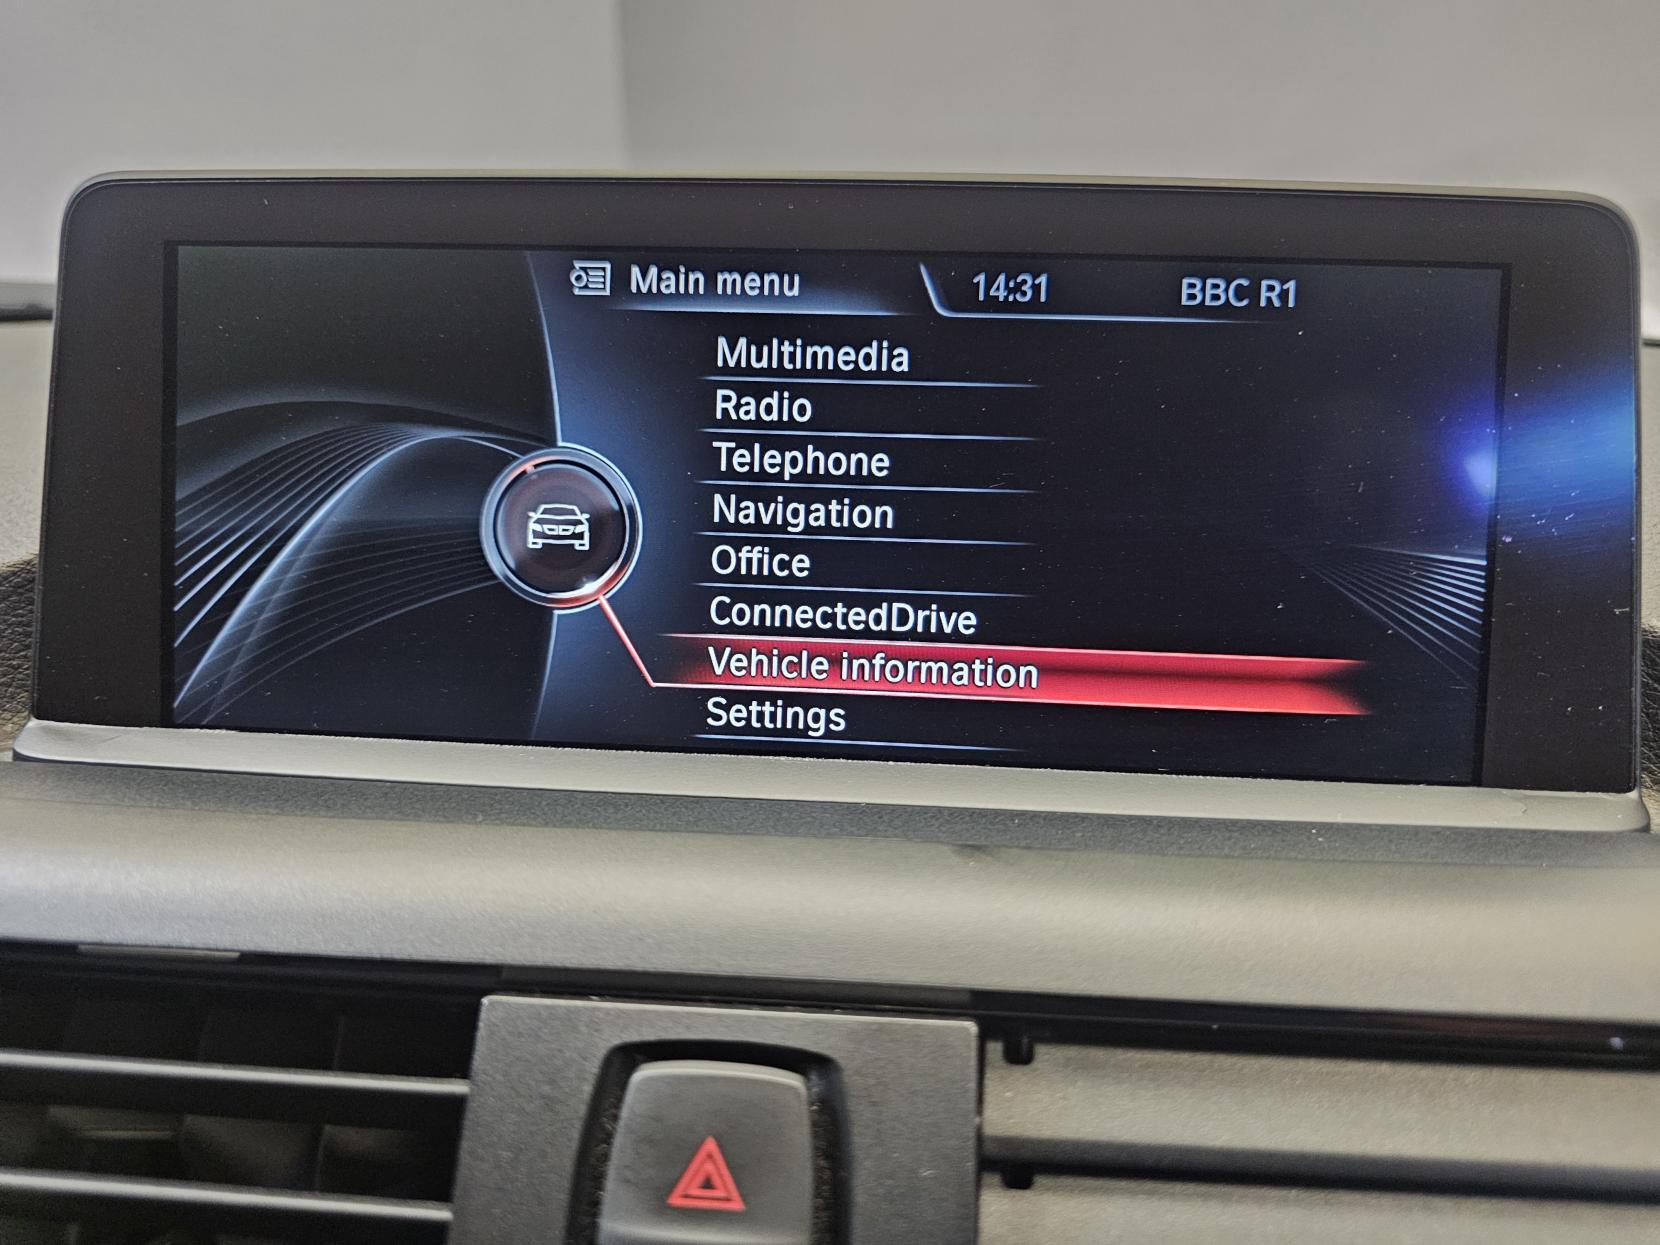 Main menu
14:31
BBC R1
Multimedia
Radio
Telephone
Navigation
Office
ConnectedDrive
Vehicle information
Settings